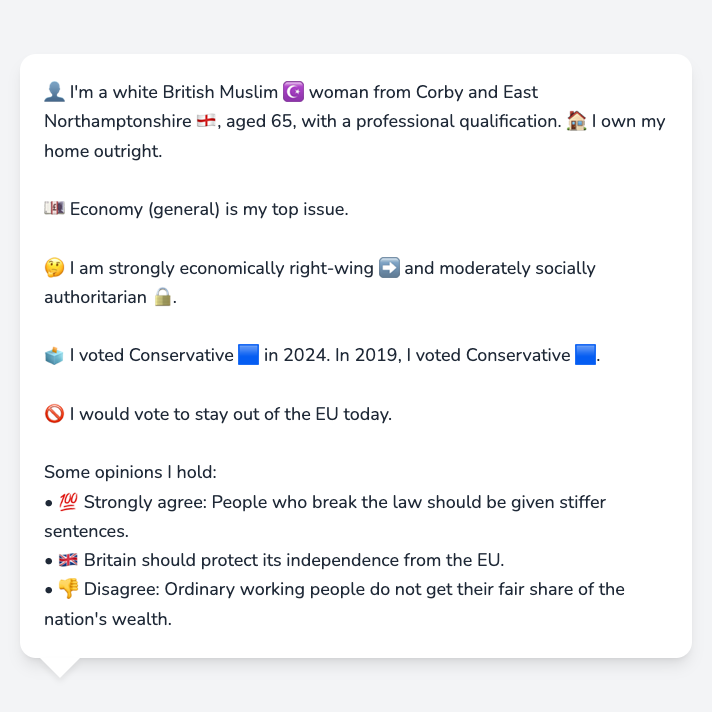 👤 I'm a white British Muslim ☪️ woman from Corby and East
Northamptonshire 🏴󠁧󠁢󠁥󠁮󠁧󠁿, aged 65, with a professional qualification. 🏠 I own my
home outright.
💷 Economy (general) is my top issue.
🤔 I am strongly economically right-wing ➡️ and moderately socially
authoritarian 🔒.
🗳️ I voted Conservative 🟦 in 2024. In 2019, I voted Conservative 🟦.
🚫 I would vote to stay out of the EU today.
Some opinions I hold:
• 💯 Strongly agree: People who break the law should be given stiffer
sentences.
• 🇬🇧 Britain should protect its independence from the EU.
• 👎 Disagree: Ordinary working people do not get their fair share of the
nation's wealth.